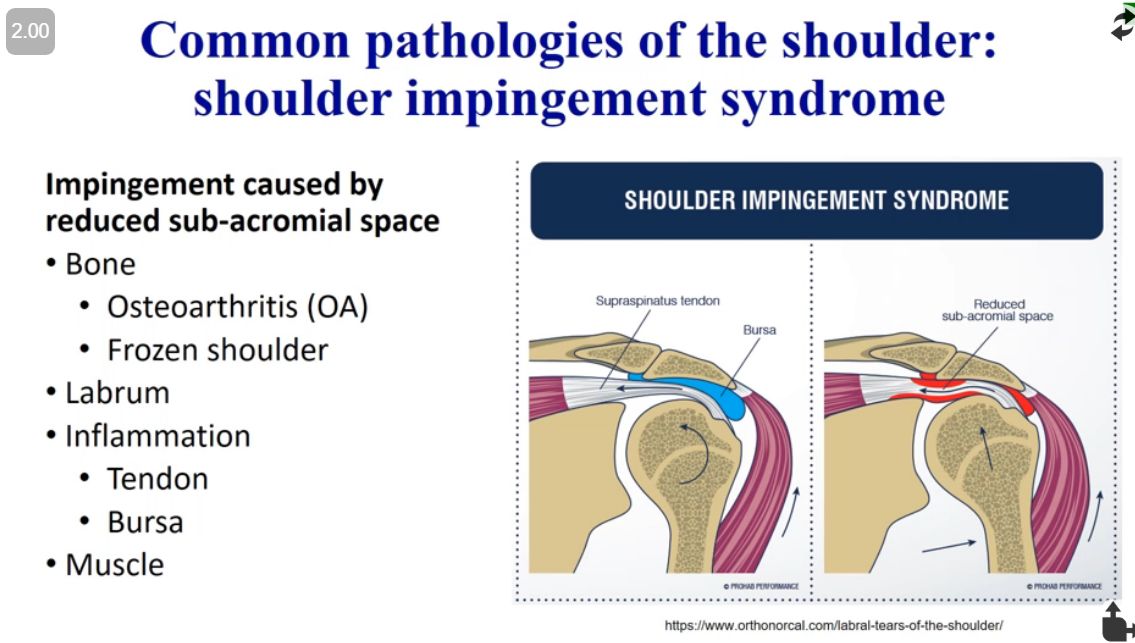 2.00
Common pathologies of the shoulder:
shoulder impingement syndrome
Impingement caused by
reduced sub-acromial space
• Bone
• Osteoarthritis (OA)
• Frozen shoulder
• Labrum
• Inflammation
• Tendon
• Bursa
• Muscle
SHOULDER IMPINGEMENT SYNDROME
Supraspinatus tendon
Bursa
Reduced
sub-acromial space
© PROHAB PERFORMANCE
© PROHAB PERFORMANCE
https://www.orthonorcal.com/labral-tears-of-the-shoulder/